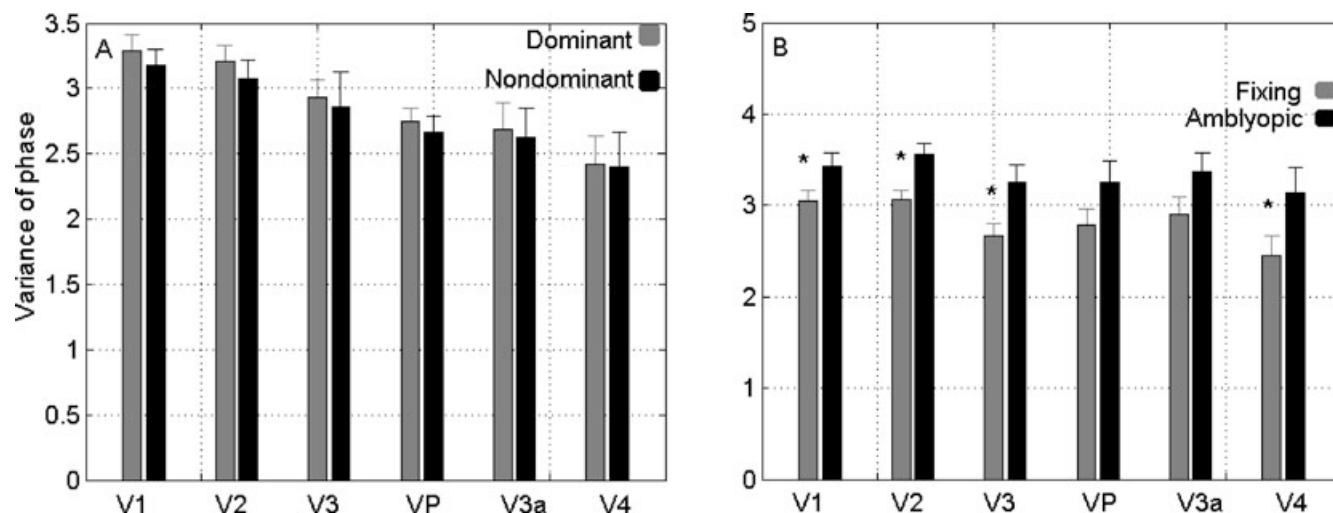 Variance of phase
3.5
3
2.5
2
1.5
1
0.5
0
A
Dominant
Nondominant
V1 V2 V3 VP V3a V4
5
4
3
2
1
0
B
Fixing
Amblyopic
* * * *
V1 V2 V3 VP V3a V4